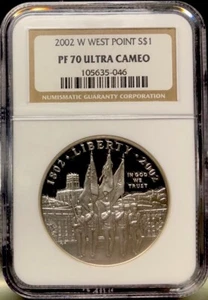 2002 W WEST POINT S$1
PF 70 ULTRA CAMEO
105635-046
NUMISMATIC GUARANTY CORPORATION
1802 • LIBERTY • 2002
IN GOD
WE
TRUST